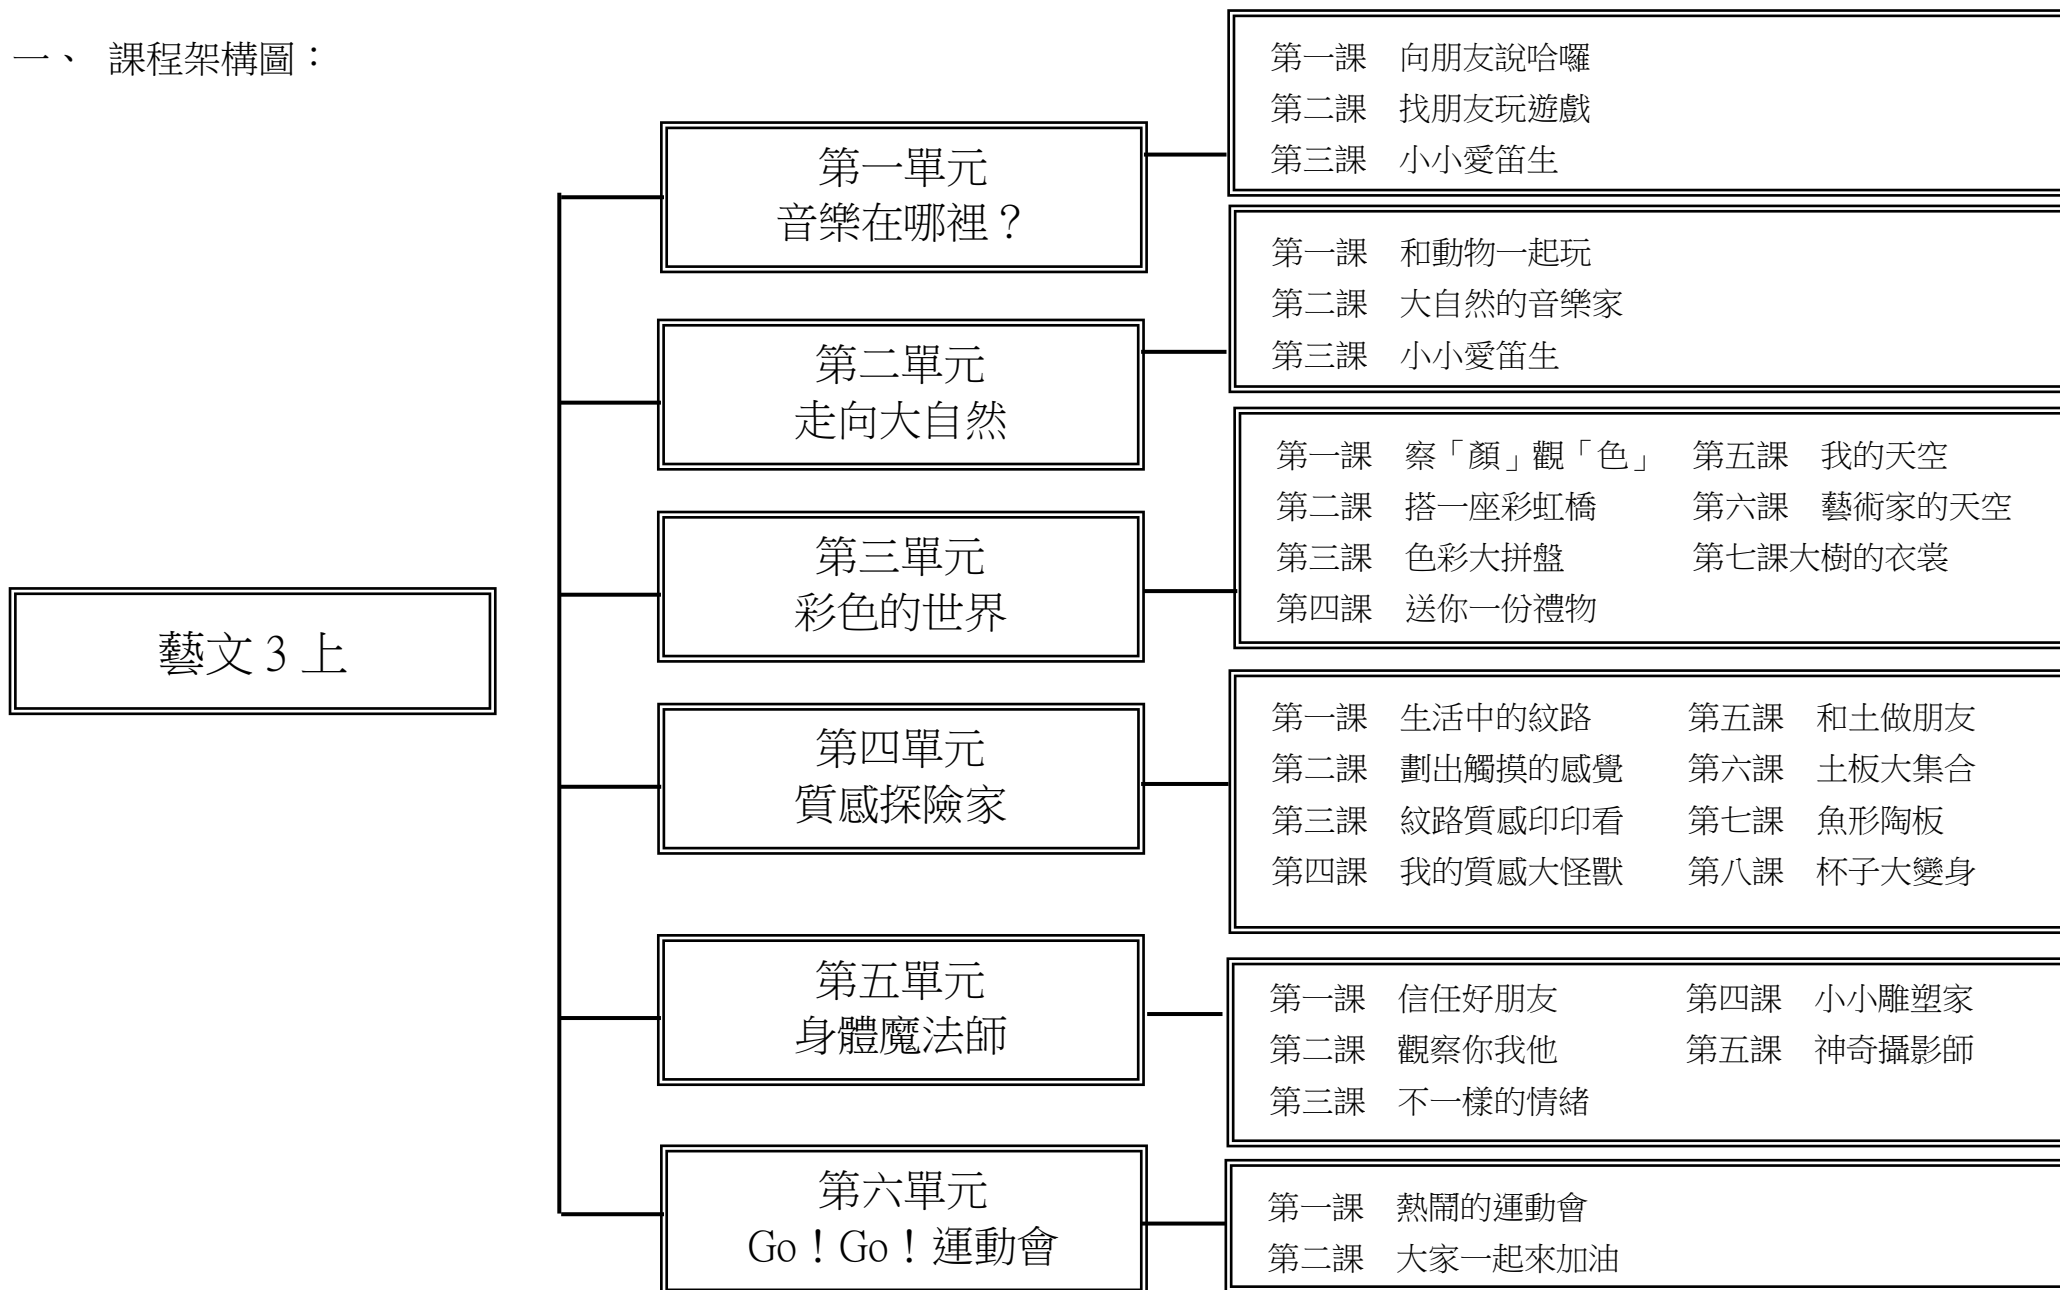 一、 課程架構圖：
藝文 3 上
第一單元
音樂在哪裡？
第一課　向朋友說哈囉
第二課　找朋友玩遊戲
第三課　小小愛笛生
第二單元
走向大自然
第一課　和動物一起玩
第二課　大自然的音樂家
第三課　小小愛笛生
第三單元
彩色的世界
第一課　察「顏」觀「色」　第五課　我的天空
第二課　搭一座彩虹橋　第六課　藝術家的天空
第三課　色彩大拼盤　第七課大樹的衣裳
第四課　送你一份禮物
第四單元
質感探險家
第一課　生活中的紋路　第五課　和土做朋友
第二課　劃出觸摸的感覺　第六課　土板大集合
第三課　紋路質感印印看　第七課　魚形陶板
第四課　我的質感大怪獸　第八課　杯子大變身
第五單元
身體魔法師
第一課　信任好朋友　第四課　小小雕塑家
第二課　觀察你我他　第五課　神奇攝影師
第三課　不一樣的情緒
第六單元
Go！Go！運動會
第一課　熱鬧的運動會
第二課　大家一起來加油